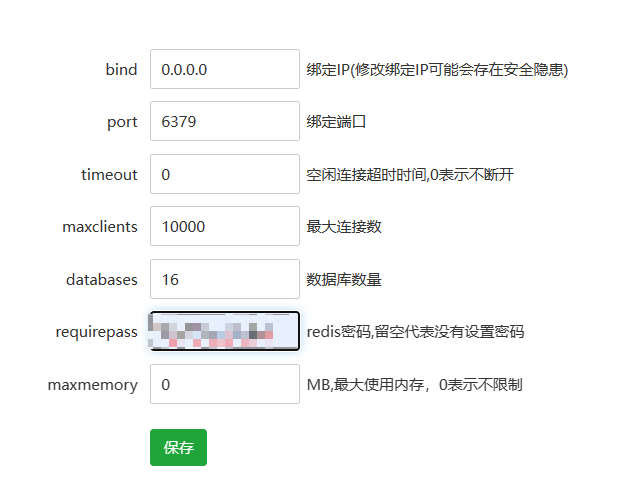 bind 0.0.0.0 绑定IP(修改绑定IP可能会存在安全隐患)
port 6379 绑定端口
timeout 0 空闲连接超时时间,0表示不断开
maxclients 10000 最大连接数
databases 16 数据库数量
requirepass redis密码,留空代表没有设置密码
maxmemory 0 MB,最大使用内存，0表示不限制
保存